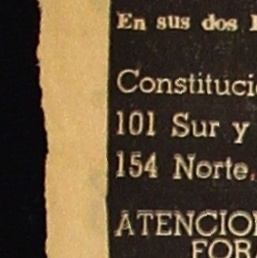 En sus dos
Constituci
101 Sur y
154 Norte.
ATENCIO
FOR